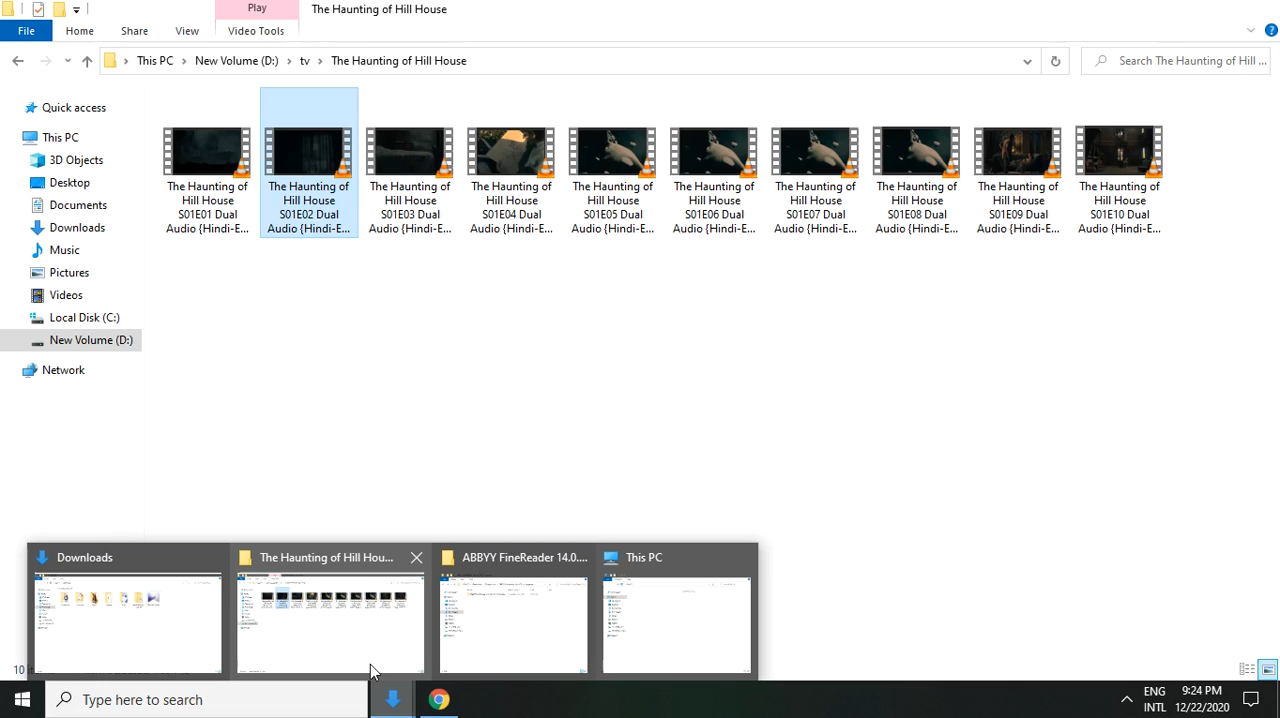 Play
The Haunting of Hill House
File
Home
Share
View
Video Tools
This PC
New Volume (D:)
tv
The Haunting of Hill House
Search The Haunting of Hill ...
Quick access
This PC
3D Objects
Desktop
Documents
Downloads
Music
Pictures
Videos
Local Disk (C:)
New Volume (D:)
Network
The Haunting of
Hill House
S01E01 Dual
Audio {Hindi-E...
The Haunting of
Hill House
S01E02 Dual
Audio {Hindi-E...
The Haunting of
Hill House
S01E03 Dual
Audio {Hindi-E...
The Haunting of
Hill House
S01E04 Dual
Audio {Hindi-E...
The Haunting of
Hill House
S01E05 Dual
Audio {Hindi-E...
The Haunting of
Hill House
S01E06 Dual
Audio {Hindi-E...
The Haunting of
Hill House
S01E07 Dual
Audio {Hindi-E...
The Haunting of
Hill House
S01E08 Dual
Audio {Hindi-E...
The Haunting of
Hill House
S01E09 Dual
Audio {Hindi-E...
The Haunting of
Hill House
S01E10 Dual
Audio {Hindi-E...
Downloads
The Haunting of Hill Hou...
ABBYY FineReader 14.0....
This PC
10
Type here to search
ENG
INTL
9:24 PM
12/22/2020